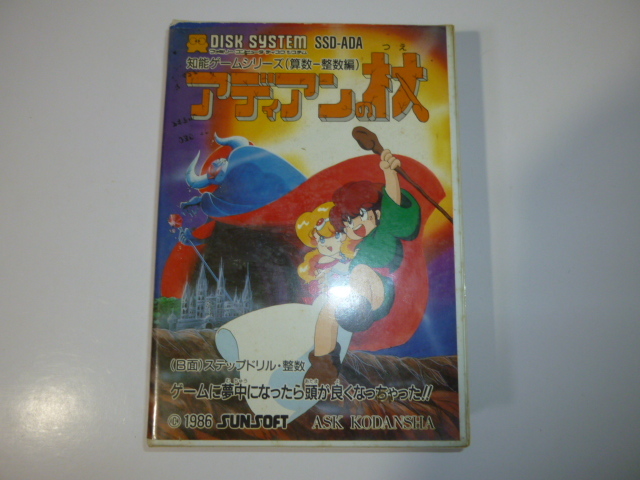 DISK SYSTEM SSD-ADA
知能ゲームシリーズ(算数-整数編)
つえ
アディアンの杖
(B面)ステップドリル・整数
ゲームに夢中になったら頭が良くなっちゃった!!
© 1986 SUNSOFT ASK KODANSHA